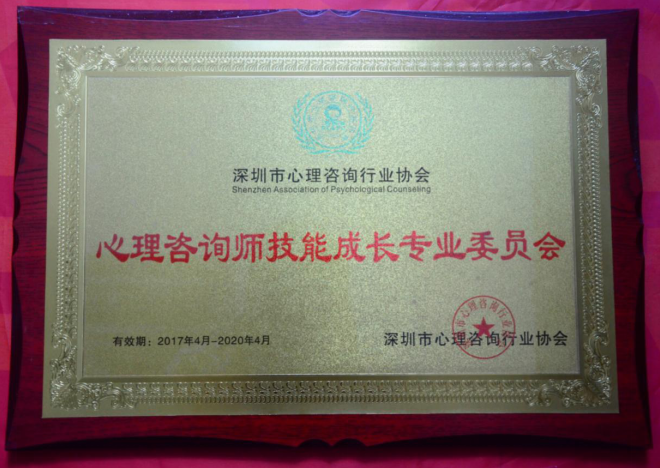 深圳市心理咨询行业协会
Shenzhen Association of Psychological Counseling
心理咨询师技能成长专业委员会
有效期：2017年4月-2020年4月
深圳市心理咨询行业协会